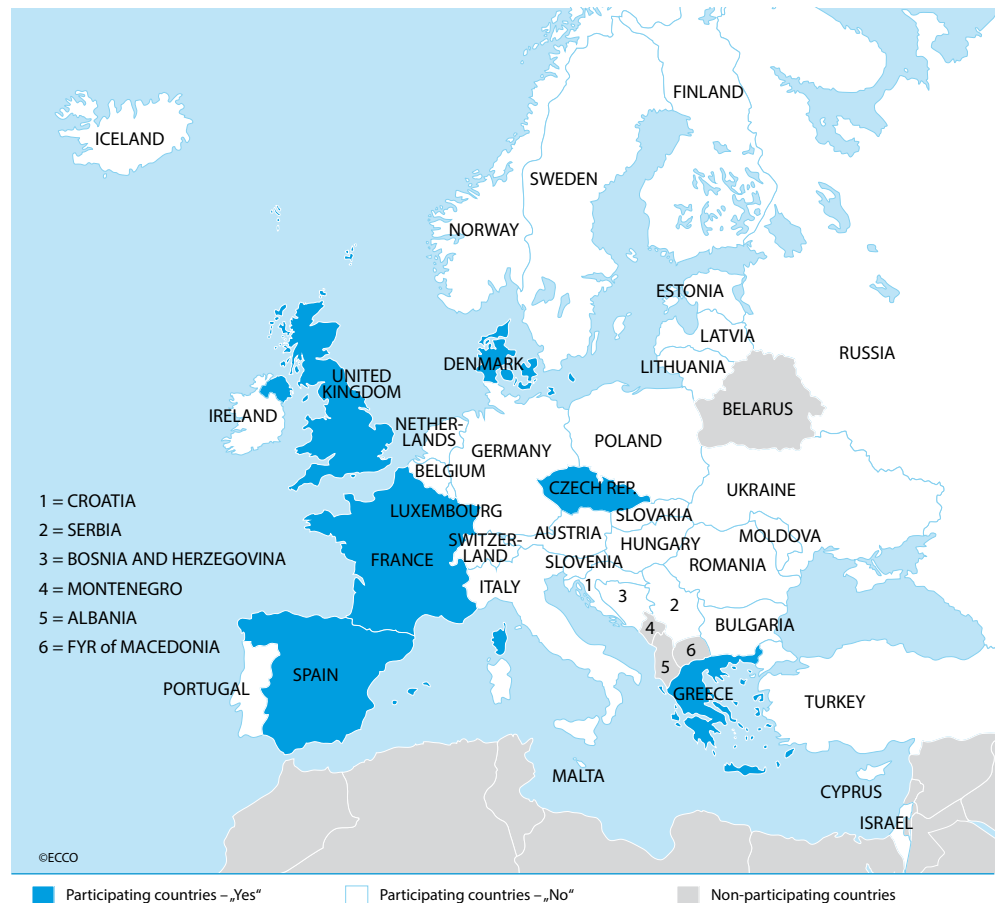 ICELAND
FINLAND
SWEDEN
NORWAY
ESTONIA
LATVIA
LITHUANIA
RUSSIA
DENMARK
BELARUS
UNITED
KINGDOM
IRELAND
NETHER-
LANDS
GERMANY
POLAND
BELGIUM
CZECH REP.
UKRAINE
LUXEMBOURG
SLOVAKIA
AUSTRIA
MOLDOVA
SWITZER-
LAND
HUNGARY
FRANCE
SLOVENIA
ROMANIA
ITALY
1
3
2
BULGARIA
4
6
5
GREECE
SPAIN
PORTUGAL
TURKEY
MALTA
CYPRUS
ISRAEL
1 = CROATIA
2 = SERBIA
3 = BOSNIA AND HERZEGOVINA
4 = MONTENEGRO
5 = ALBANIA
6 = FYR of MACEDONIA
©ECCO
Participating countries – „Yes“
Participating countries – „No“
Non-participating countries